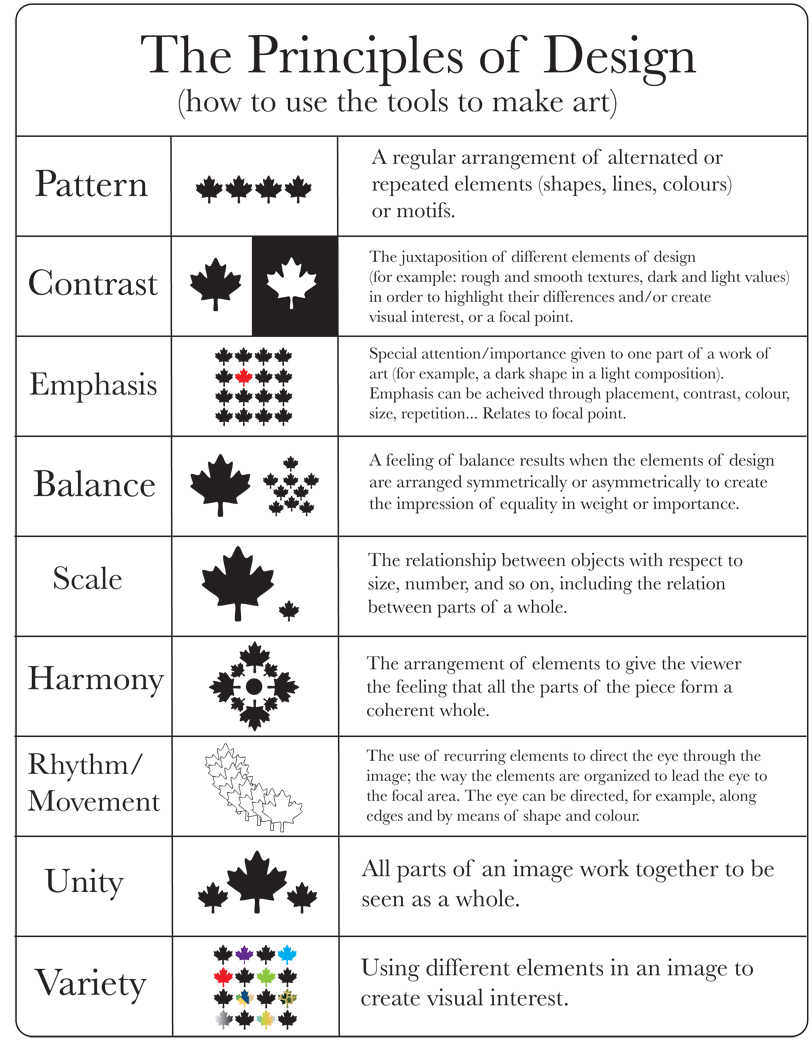 The Principles of Design
(how to use the tools to make art)
Pattern
A regular arrangement of alternated or
repeated elements (shapes, lines, colours)
or motifs.
Contrast
The juxtaposition of different elements of design
(for example: rough and smooth textures, dark and light values)
in order to highlight their differences and/or create
visual interest, or a focal point.
Emphasis
Special attention/importance given to one part of a work of
art (for example, a dark shape in a light composition).
Emphasis can be acheived through placement, contrast, colour,
size, repetition... Relates to focal point.
Balance
A feeling of balance results when the elements of design
are arranged symmetrically or asymmetrically to create
the impression of equality in weight or importance.
Scale
The relationship between objects with respect to
size, number, and so on, including the relation
between parts of a whole.
Harmony
The arrangement of elements to give the viewer
the feeling that all the parts of the piece form a
coherent whole.
Rhythm/
Movement
The use of recurring elements to direct the eye through the
image; the way the elements are organized to lead the eye to
the focal area. The eye can be directed, for example, along
edges and by means of shape and colour.
Unity
All parts of an image work together to be
seen as a whole.
Variety
Using different elements in an image to
create visual interest.